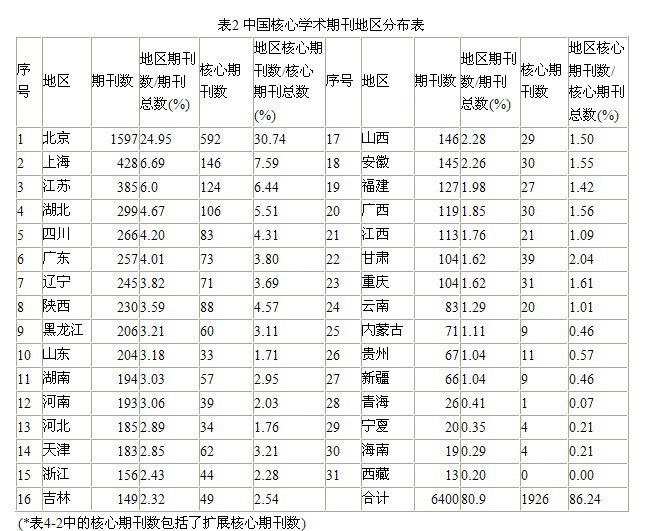 表2 中国核心学术期刊地区分布表
序号 地区 期刊数 地区期刊数/期刊总数(%) 核心期刊数 地区核心期刊数/核心期刊总数(%) 序号 地区 期刊数 地区期刊数/期刊总数(%) 核心期刊数 地区核心期刊数/核心期刊总数(%)
1 北京 1597 24.95 592 30.74 17 山西 146 2.28 29 1.50
2 上海 428 6.69 146 7.59 18 安徽 145 2.26 30 1.55
3 江苏 385 6.0 124 6.44 19 福建 127 1.98 27 1.42
4 湖北 299 4.67 106 5.51 20 广西 119 1.85 30 1.56
5 四川 266 4.20 83 4.31 21 江西 113 1.76 21 1.09
6 广东 257 4.01 73 3.80 22 甘肃 104 1.62 39 2.04
7 辽宁 245 3.82 71 3.69 23 重庆 104 1.62 31 1.61
8 陕西 230 3.59 88 4.57 24 云南 83 1.29 20 1.01
9 黑龙江 206 3.21 60 3.11 25 内蒙古 71 1.11 9 0.46
10 山东 204 3.18 33 1.71 26 贵州 67 1.04 11 0.57
11 湖南 194 3.03 57 2.95 27 新疆 66 1.04 9 0.46
12 河南 193 3.06 39 2.03 28 青海 26 0.41 1 0.07
13 河北 185 2.89 34 1.76 29 宁夏 20 0.35 4 0.21
14 天津 183 2.85 62 3.21 30 海南 19 0.29 4 0.21
15 浙江 156 2.43 44 2.28 31 西藏 13 0.20 0 0.00
16 吉林 149 2.32 49 2.54 合计 6400 80.9 1926 86.24
(*表4-2中的核心期刊数包括了扩展核心期刊数)